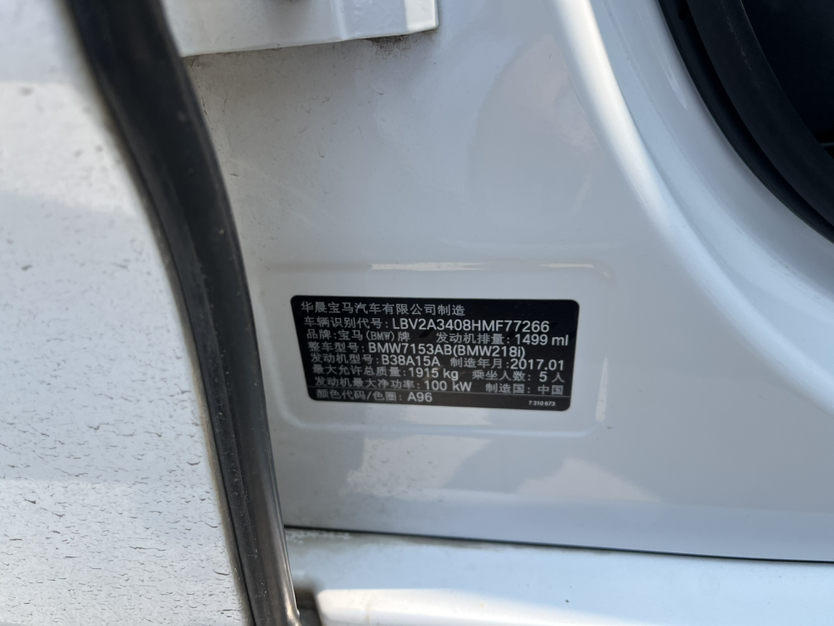 华晨宝马汽车有限公司制造
车辆识别代号: LBV2A3408HMF77266
品牌: 宝马(BMW)牌 发动机排量: 1499 ml
整车型号: BMW7153AB(BMW218i)
发动机型号: B38A15A 制造年月: 2017.01
最大允许总质量: 1915 kg 乘坐人数: 5 人
发动机最大净功率: 100 kW 制造国: 中国
颜色代码/色圈: A96 7 310 673